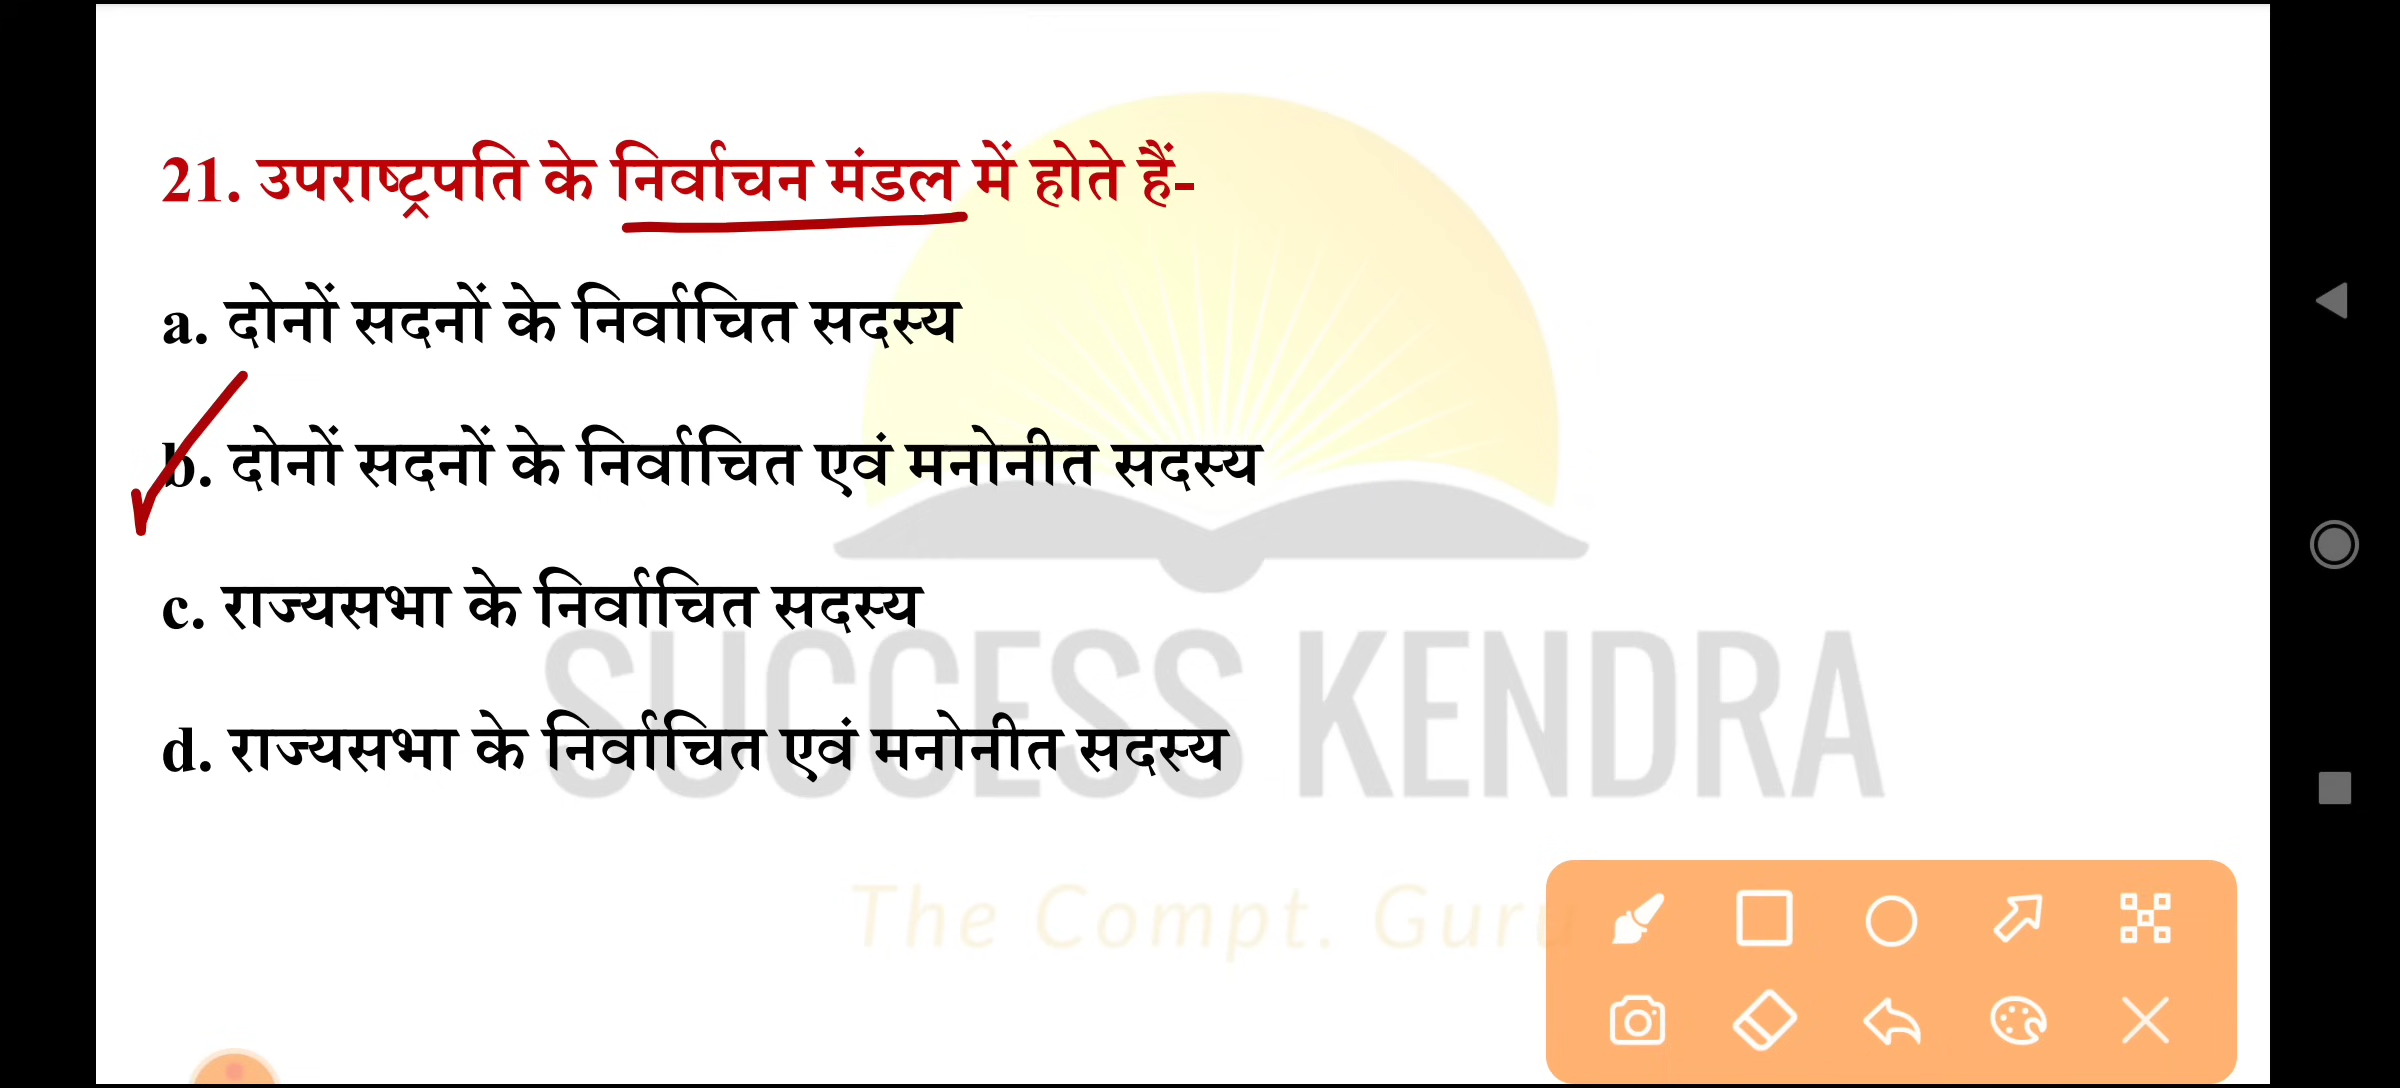 21. उपराष्ट्रपति के निर्वाचन मंडल में होते हैं-
a. दोनों सदनों के निर्वाचित सदस्य
b. दोनों सदनों के निर्वाचित एवं मनोनीत सदस्य
c. राज्यसभा के निर्वाचित सदस्य
d. राज्यसभा के निर्वाचित एवं मनोनीत सदस्य
SUCCESS KENDRA
The Compt. Guru